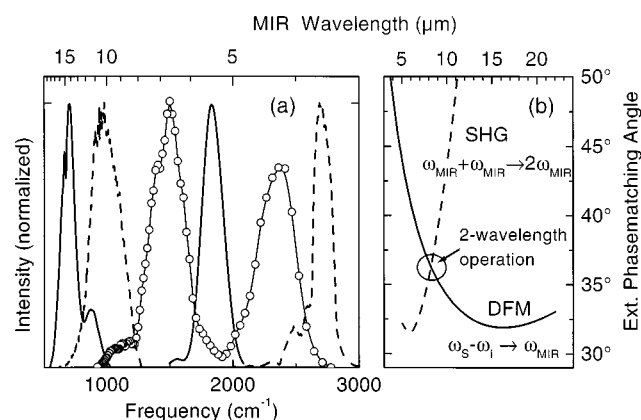 MIR Wavelength (μm)
15 10 5
5 10 15 20
(a)
(b)
50°
45°
40°
35°
30°
SHG
ω_MIR+ω_MIR→2ω_MIR
2-wavelength
operation
DFM
ω_S-ω_i → ω_MIR
Intensity (normalized)
Ext. Phasematching Angle
1000 2000 3000
Frequency (cm⁻¹)